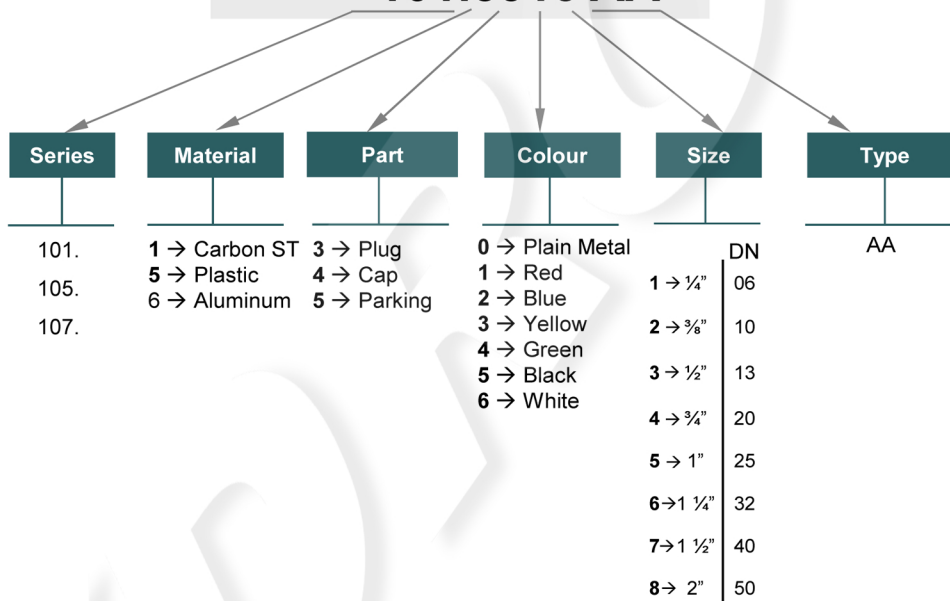 Series Material Part Colour Size Type
101.
105.
107.
1 → Carbon ST
5 → Plastic
6 → Aluminum
3 → Plug
4 → Cap
5 → Parking
0 → Plain Metal
1 → Red
2 → Blue
3 → Yellow
4 → Green
5 → Black
6 → White
DN
1 → ¼” 06
2 → ⅜” 10
3 → ½” 13
4 → ¾” 20
5 → 1” 25
6→1 ¼” 32
7→1 ½” 40
8→ 2” 50
AA